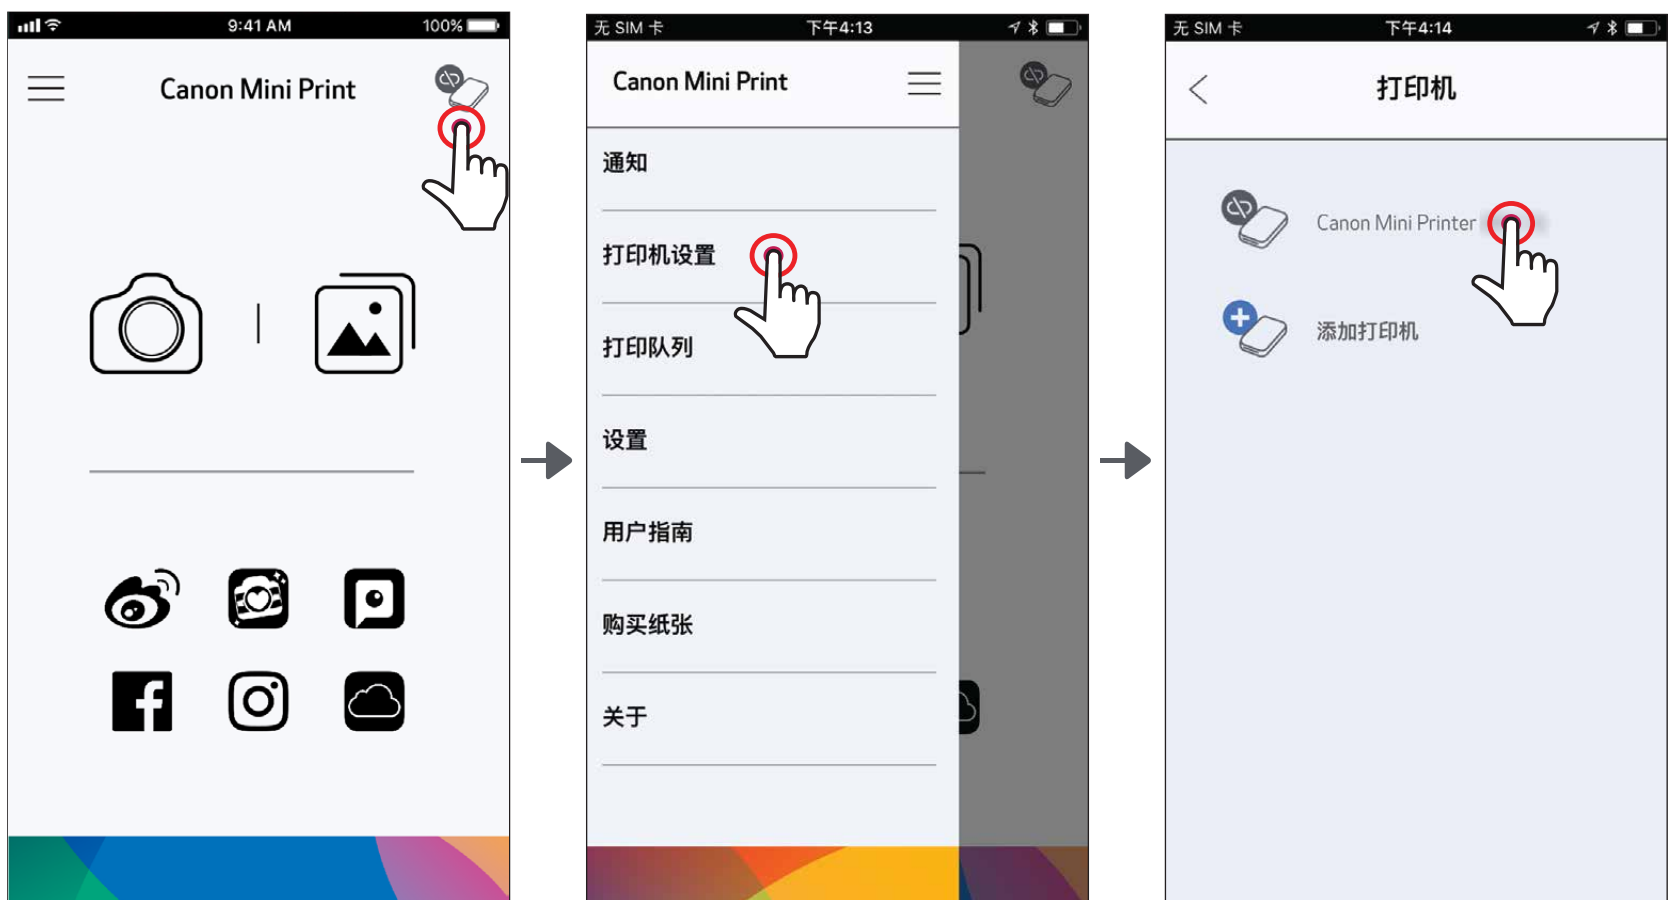 9:41 AM
100%
Canon Mini Print
无 SIM 卡
下午4:13
Canon Mini Print
通知
打印机设置
打印队列
设置
用户指南
购买纸张
关于
无 SIM 卡
下午4:14
打印机
Canon Mini Printer
添加打印机